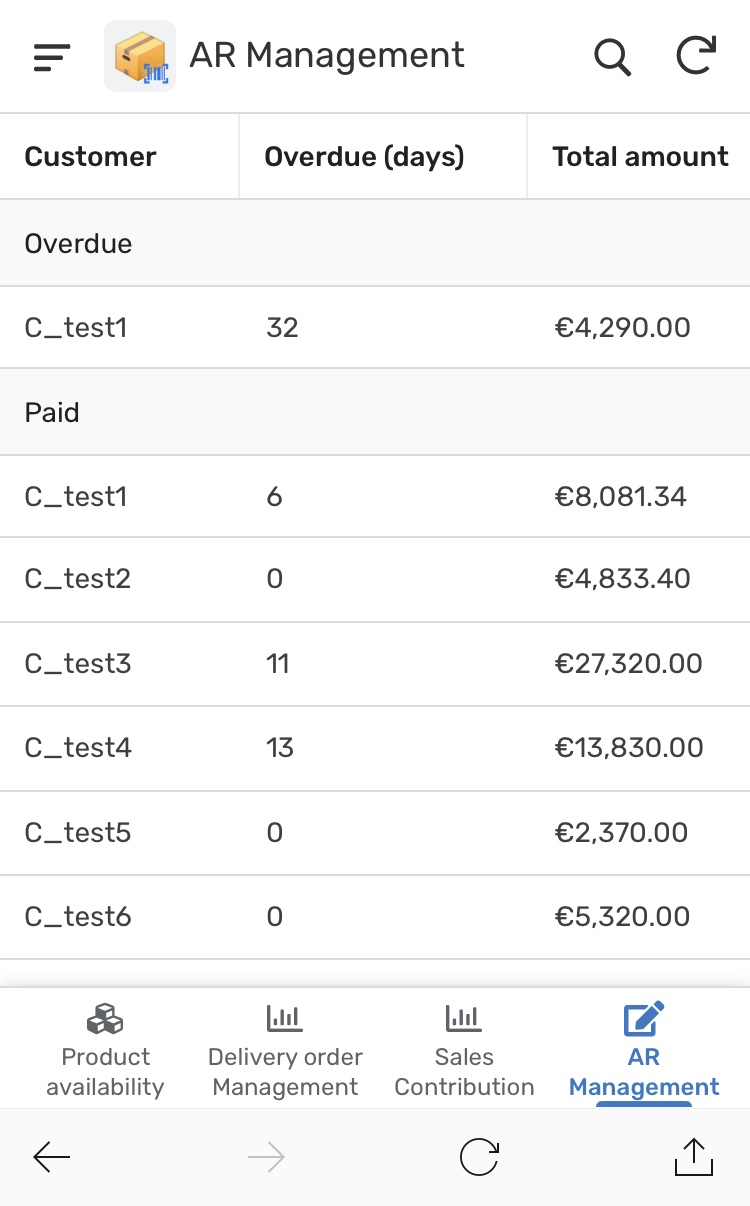 AR Management
Customer Overdue (days) Total amount
Overdue
C_test1 32 €4,290.00
Paid
C_test1 6 €8,081.34
C_test2 0 €4,833.40
C_test3 11 €27,320.00
C_test4 13 €13,830.00
C_test5 0 €2,370.00
C_test6 0 €5,320.00
Product availability
Delivery order Management
Sales Contribution
AR Management